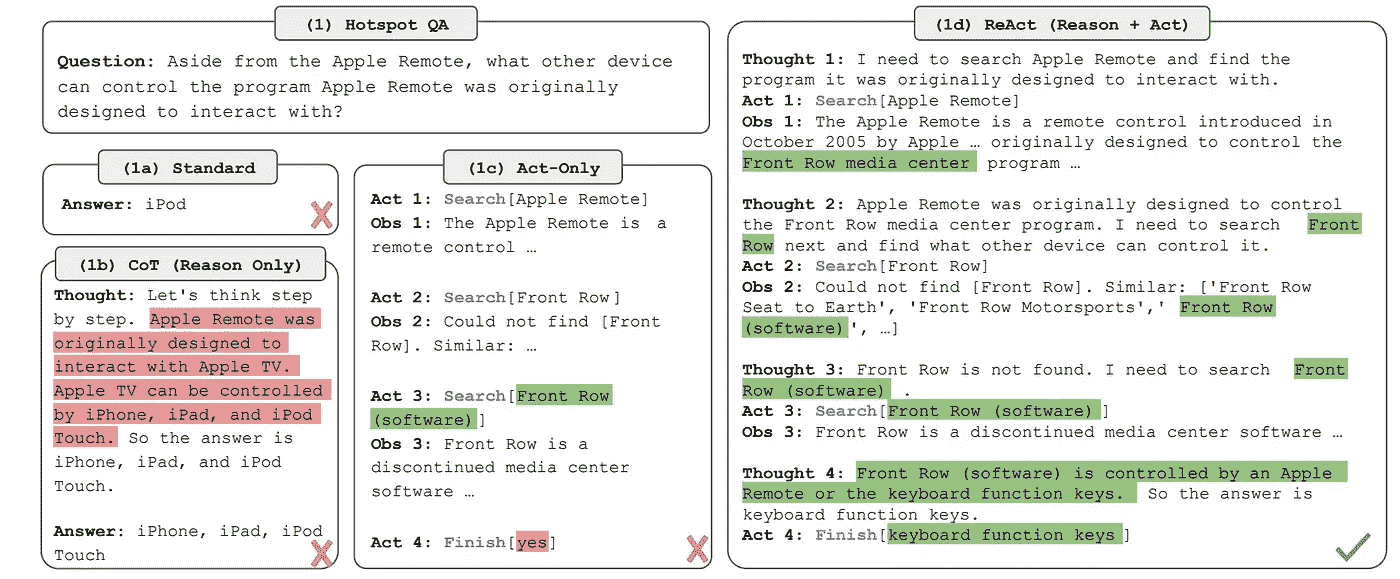 (1) Hotspot QA
Question: Aside from the Apple Remote, what other device
can control the program Apple Remote was originally
designed to interact with?
(1a) Standard
Answer: iPod
(1b) CoT (Reason Only)
Thought: Let's think step
by step. Apple Remote was
originally designed to
interact with Apple TV.
Apple TV can be controlled
by iPhone, iPad, and iPod
Touch. So the answer is
iPhone, iPad, and iPod
Touch.
Answer: iPhone, iPad, iPod
Touch
(1c) Act-Only
Act 1: Search[Apple Remote]
Obs 1: The Apple Remote is a
remote control …
Act 2: Search[Front Row]
Obs 2: Could not find [Front
Row]. Similar: …
Act 3: Search[Front Row
(software)]
Obs 3: Front Row is a
discontinued media center
software …
Act 4: Finish[yes]
(1d) ReAct (Reason + Act)
Thought 1: I need to search Apple Remote and find the
program it was originally designed to interact with.
Act 1: Search[Apple Remote]
Obs 1: The Apple Remote is a remote control introduced in
October 2005 by Apple … originally designed to control the
Front Row media center program …
Thought 2: Apple Remote was originally designed to control
the Front Row media center program. I need to search Front
Row next and find what other device can control it.
Act 2: Search[Front Row]
Obs 2: Could not find [Front Row]. Similar: ['Front Row
Seat to Earth', 'Front Row Motorsports',' Front Row
(software)', …]
Thought 3: Front Row is not found. I need to search Front
Row (software) .
Act 3: Search[Front Row (software)]
Obs 3: Front Row is a discontinued media center software …
Thought 4: Front Row (software) is controlled by an Apple
Remote or the keyboard function keys. So the answer is
keyboard function keys.
Act 4: Finish[keyboard function keys]